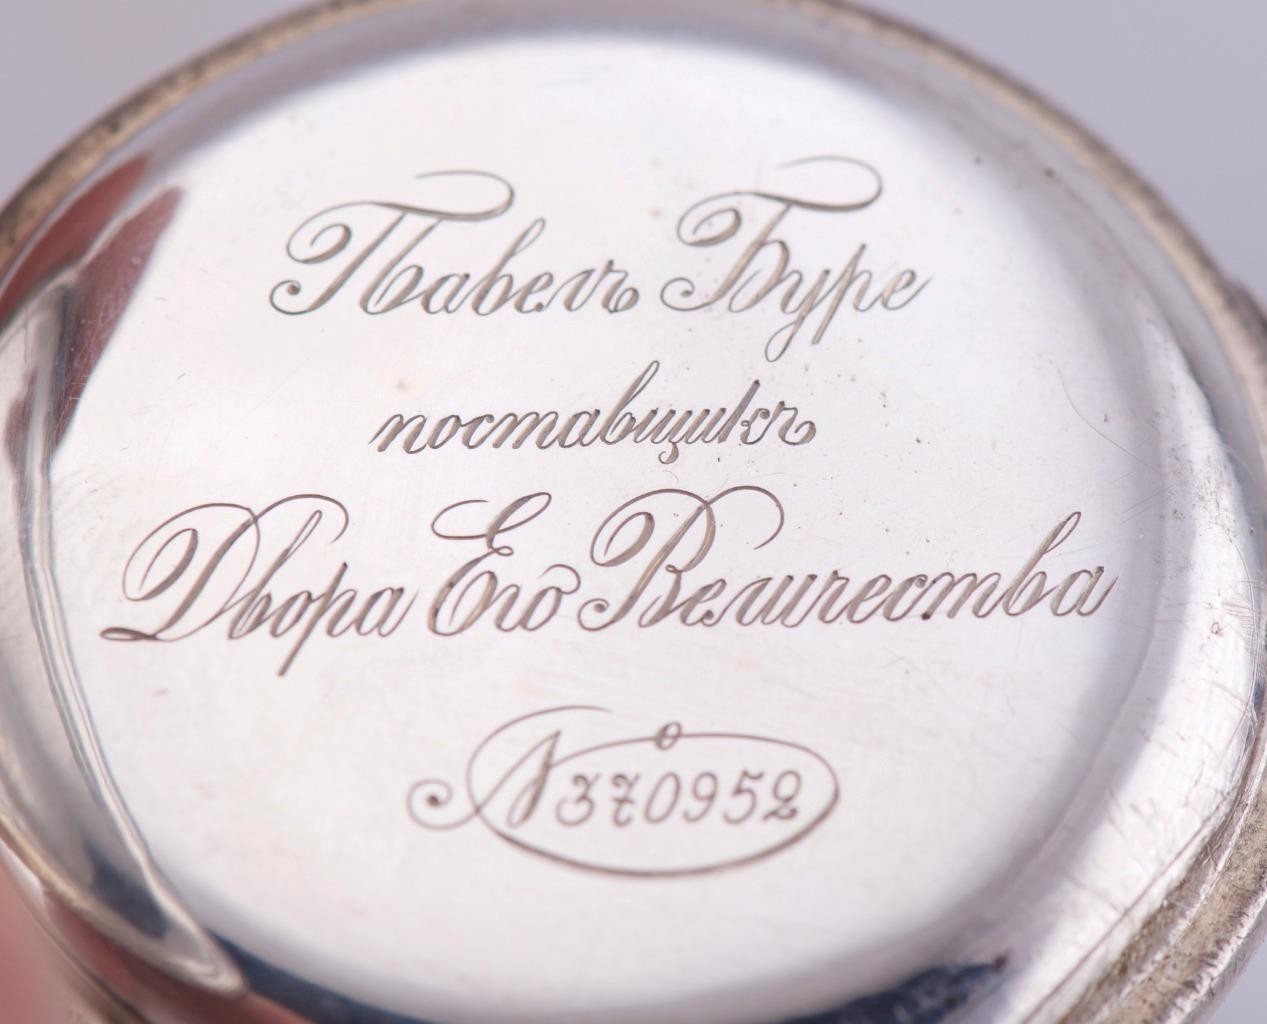 Павелъ Буре
поставщикъ
Двора Его Величества
№ 370952